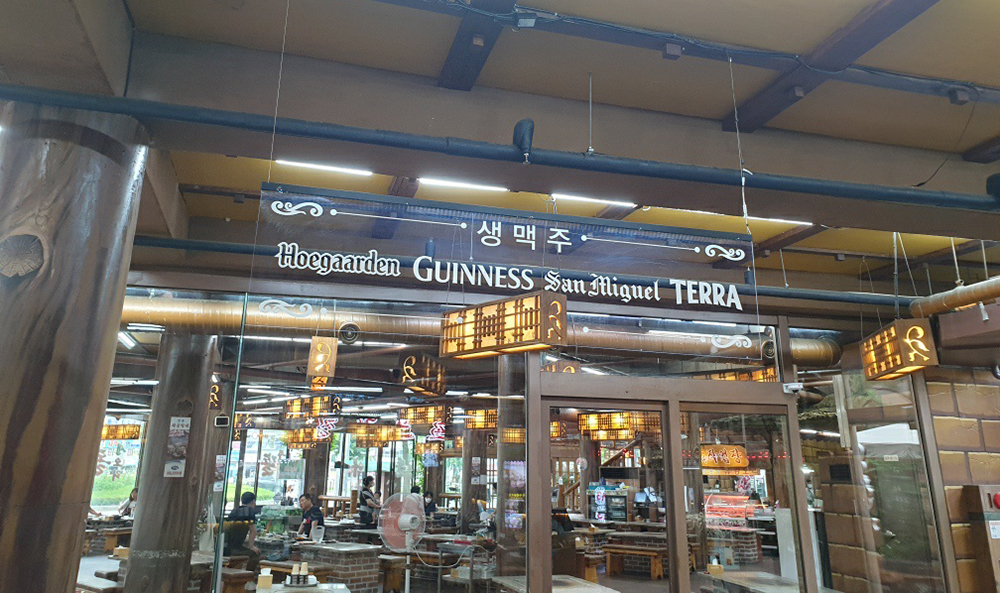 생맥주
Hoegaarden GUINNESS San Miguel TERRA